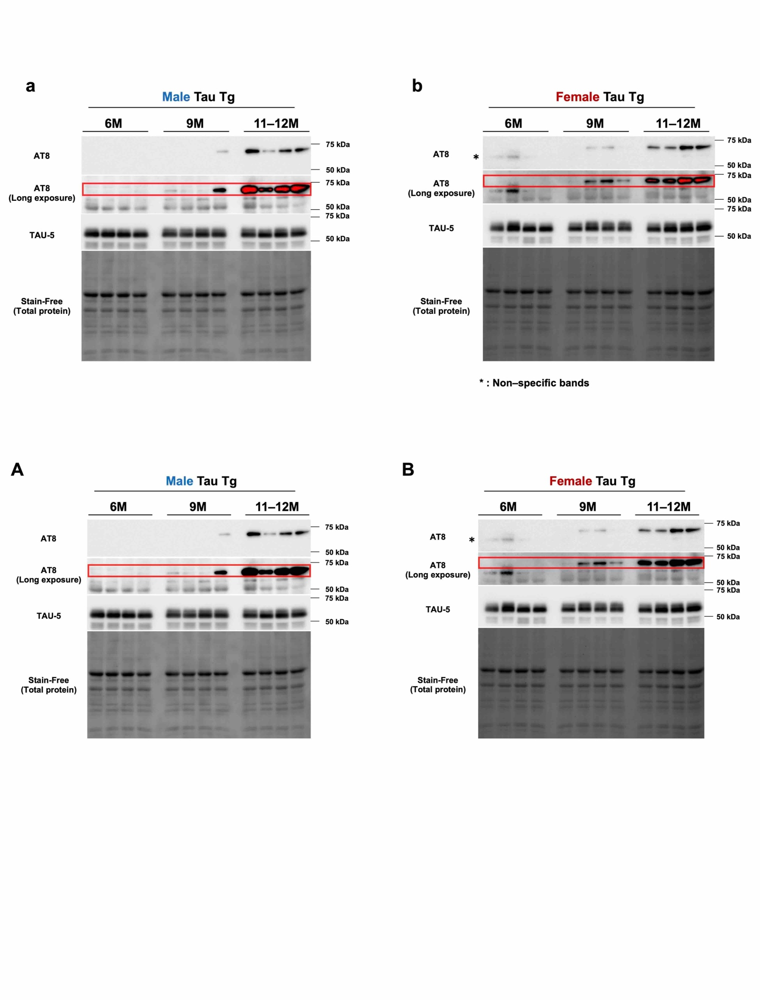 a
Male Tau Tg
6M 9M 11–12M
AT8
75 kDa
50 kDa
AT8
(Long exposure)
75 kDa
50 kDa
TAU-5
75 kDa
50 kDa
Stain-Free
(Total protein)
b
Female Tau Tg
6M 9M 11–12M
AT8 *
75 kDa
50 kDa
AT8
(Long exposure)
75 kDa
50 kDa
TAU-5
75 kDa
50 kDa
Stain-Free
(Total protein)
* : Non–specific bands
A
Male Tau Tg
6M 9M 11–12M
AT8
75 kDa
50 kDa
AT8
(Long exposure)
75 kDa
50 kDa
TAU-5
75 kDa
50 kDa
Stain-Free
(Total protein)
B
Female Tau Tg
6M 9M 11–12M
AT8 *
75 kDa
50 kDa
AT8
(Long exposure)
75 kDa
50 kDa
TAU-5
75 kDa
50 kDa
Stain-Free
(Total protein)